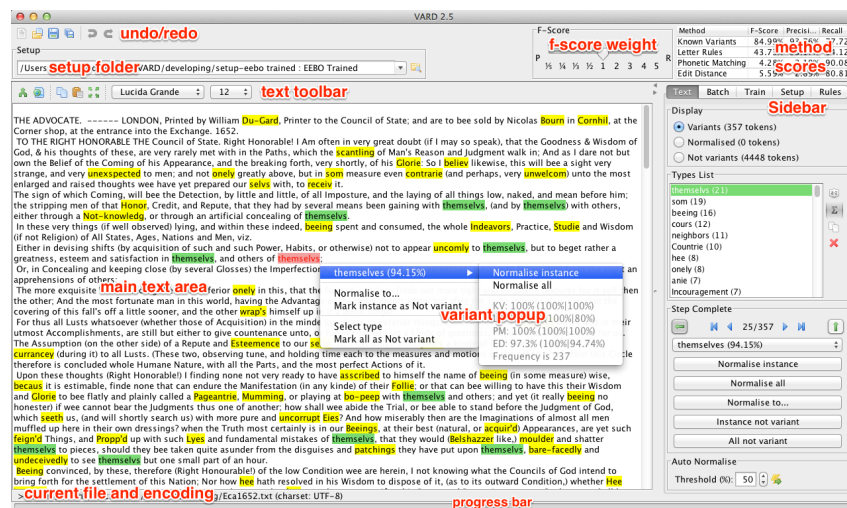 VARD 2.5
undo/redo
F-Score
f-score weight
P ⅕ ¼ ⅓ ½ 1 2 3 4 5 R
Method F-Score Precisi... Recall
Known Variants 84.99%
Letter Rules
Phonetic Matching 90.08
Edit Distance 5.59% 2.89% 80.81
method
scores
Setup
/Users VARD/developing/setup-eebo trained : EEBO Trained
setup folder
Lucida Grande 12
text toolbar
Text Batch Train Setup Rules
Sidebar
THE ADVOCATE. ------ LONDON, Printed by William Du-Gard, Printer to the Council of State; and are to bee sold by Nicolas Bourn in Cornhil, at the
Corner shop, at the entrance into the Exchange. 1652.
TO THE RIGHT HONORABLE THE Council of State. Right Honorable! I Am often in very great doubt (if I may so speak), that the Goodness & Wisdom of
God, & his thoughts of these, are very rarely met with in the Paths, which the scantling of Man's Reason and Judgment walk in; And as I dare not but
own the Belief of the Coming of his Appearance, and the breaking forth, very shortly, of his Glorie: So I believ likewise, this will bee a sight very
strange, and very unexpected to men; and not onely greatly above, but in som measure even contrarie (and perhaps, very unwelcom) unto the most
enlarged and raised thoughts wee have yet prepared our selvs with, to receiv it.
The sign of which Coming, will bee the Detection, by little and little, of all Imposture, and the laying of all things low, naked, and mean before him;
the stripping men of that Honor, Credit, and Repute, that they had by several means been gaining with themselvs, (and by themselvs) with others,
either through a Not-knowledg, or through an artificial concealing of themselvs.
In these very things (if well observed) lying, and within these indeed, beeing spent and consumed, the whole Indeavors, Practice, Studie and Wisdom
(if not Religion) of All States, Ages, Nations and Men, viz.
Either in devising shifts (by acquisition of such and such Power, Habits, or otherwise) not to appear uncomly to themselvs, but to beget rather a
greatness, esteem and satisfaction in themselvs, and others of themselvs;
Or, in Concealing and keeping close (by several Glosses) the Imperfection an
apprehensions of others;
The more exquisite ferior onely in this, that the hen
main text area
the other; And the most fortunate man in this world, having the Advantag
covering of this fall's off a little sooner, and the other wrap's himself up i
For thus all Lusts whatsoever (whether those of Acquisition) in the minde eir
utmost Accomplishments, are still but either to give countenance unto, o
The Assumption (on the other side) of a Repute and Esteemence to our se
currancey (during it) to all Lusts. (These two, observing tune, and holding time each to the measures and motio cle
therefore is concluded whole Humane Nature, with all the Parts, and the most perfect Actions of it.
Upon these thoughts (Right Honorable!) I finding not very ready to have asscribed to himself the name of beeing (in some measure) wise,
becaus it is estimable, finde none that can endure the Manifestation (in any kinde) of their Follie; or that can bee willing to have this their Wisdom
and Glorie to bee flatly and plainly called a Pageantrie, Mumming, or playing at bo-peep with themselvs and others; and yet (it really beeing no
honester) if wee cannot bear the Judgments thus one of another; how shall wee abide the Trial, or bee able to stand before the Judgment of God,
which seeth us, (and will shortly search us) with more pure and uncorrupt Eies? And how miserably then are the Imaginations of almost all men
muffled up here in their own dressings? when the Truth most certainly is in our Beeings, at their best (natural, or acquir'd) Appearances, are yet such
feign'd Things, and Propp'd up with such Lyes and fundamental mistakes of themselvs, that they would (Belshazzer like,) moulder and shatter
themselvs to pieces, should they bee taken quite asunder from the disguises and patchings they have put upon themselvs, bare-facedly and
undeceivedly to see themselvs but one small part of an hour.
Beeing convinced, by these, therefore (Right Honourable!) of the low Condition wee are herein, I not knowing what the Councils of God intend to
bring forth for the settlement of this Nation; Nor how hee hath resolved in his Wisdom to dispose of it, (as to its outward Condition,) whether Hee
themselves (94.15%)
Normalise to...
Mark instance as Not variant
Select type
Mark all as Not variant
Normalise instance
Normalise all
KV: 100% (100%|100%)
|80%)
PM: 100% (100%|100%)
ED: 97.3% (100%|94.74%)
Frequency is 237
variant popup
Display
Variants (357 tokens)
Normalised (0 tokens)
Not variants (4448 tokens)
Types List
themselvs (21)
som (19)
beeing (16)
cours (12)
neighbors (11)
Countrie (10)
hee (8)
onely (8)
anie (7)
Incouragement (7)
Σ
Step Complete
25/357
themselves (94.15%)
Normalise instance
Normalise all
Normalise to...
Instance not variant
All not variant
Auto Normalise
Threshold (%): 50
current file and encoding
/Eca1652.txt (charset: UTF-8)
progress bar